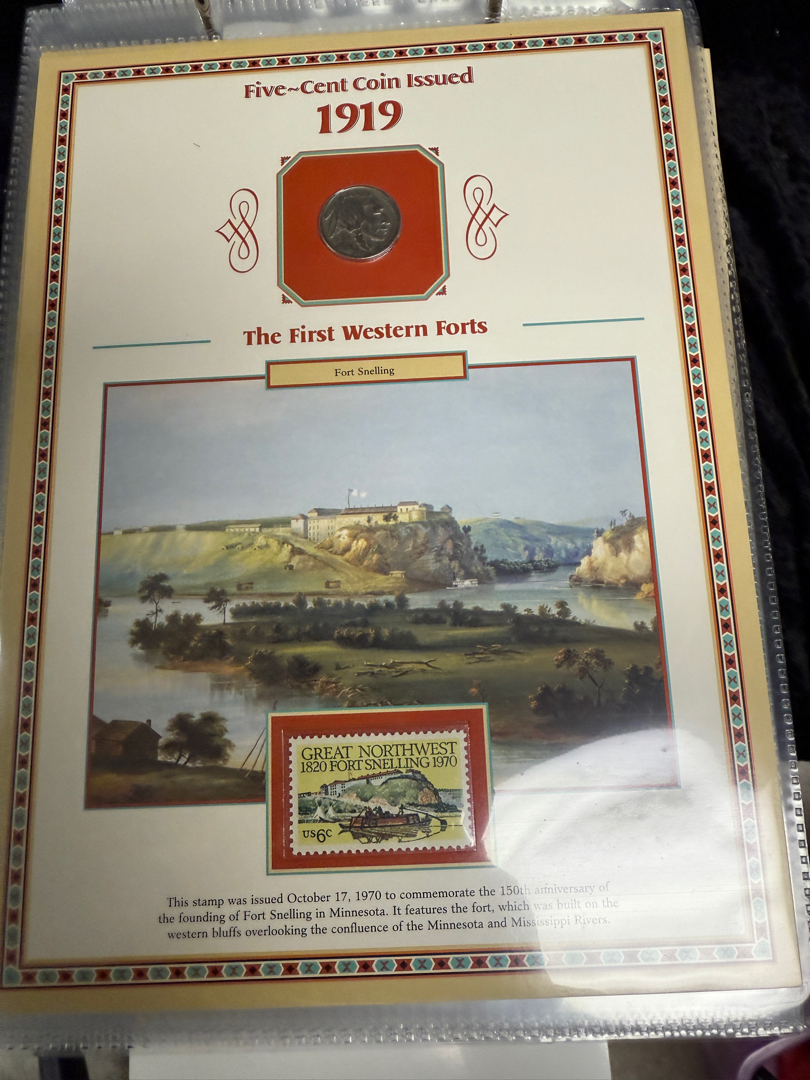 Five~Cent Coin Issued
1919
The First Western Forts
Fort Snelling
GREAT NORTHWEST
1820 FORT SNELLING 1970
US 6c
This stamp was issued October 17, 1970 to commemorate the 150th anniversary of
the founding of Fort Snelling in Minnesota. It features the fort, which was built on the
western bluffs overlooking the confluence of the Minnesota and Mississippi Rivers.